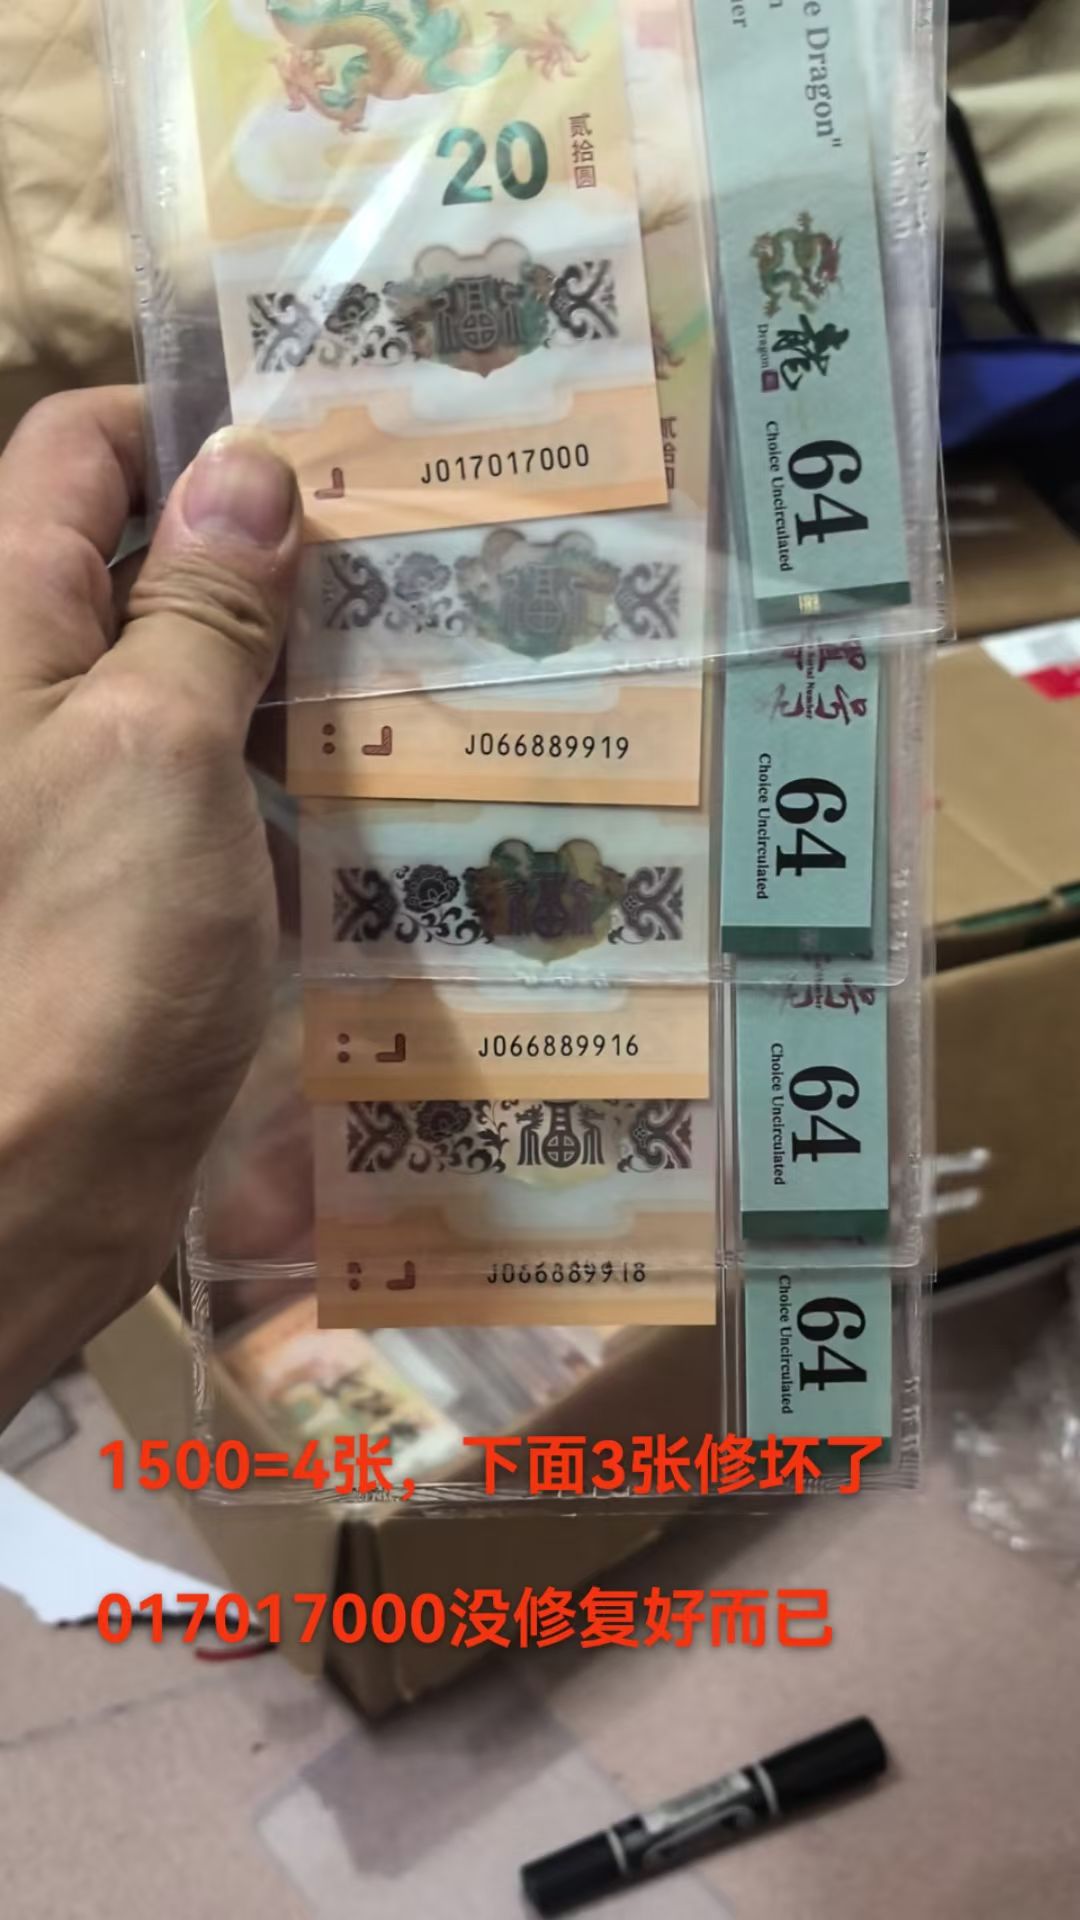 e Dragon"
20
贰拾圆
龍
Dragon
J017017000
64
Choice Uncirculated
J066889919
64
Choice Uncirculated
J066889916
64
Choice Uncirculated
J066889918
64
Choice Uncirculated
1500=4张，下面3张修坏了
017017000没修复好而已